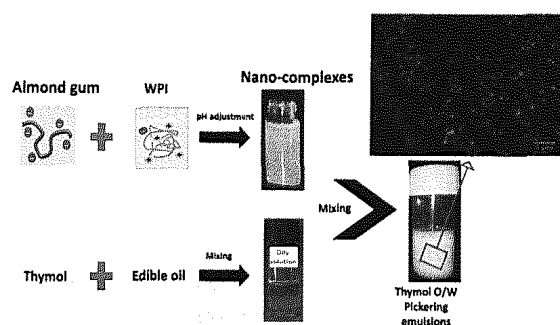 Nano-complexes
Almond gum
WPI
pH adjustment
Mixing
Mixing
Oily
solution
Thymol
Edible oil
Thymol O/W
Pickering
emulsions